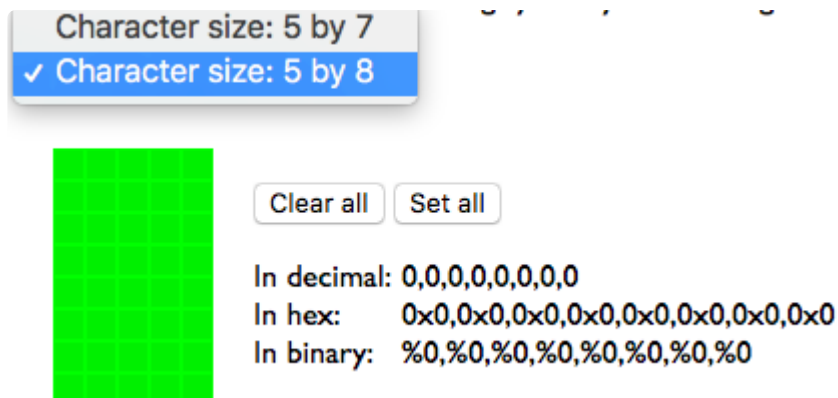 Character size: 5 by 7
✓ Character size: 5 by 8
Clear all Set all
In decimal: 0,0,0,0,0,0,0,0
In hex: 0x0,0x0,0x0,0x0,0x0,0x0,0x0,0x0
In binary: %0,%0,%0,%0,%0,%0,%0,%0